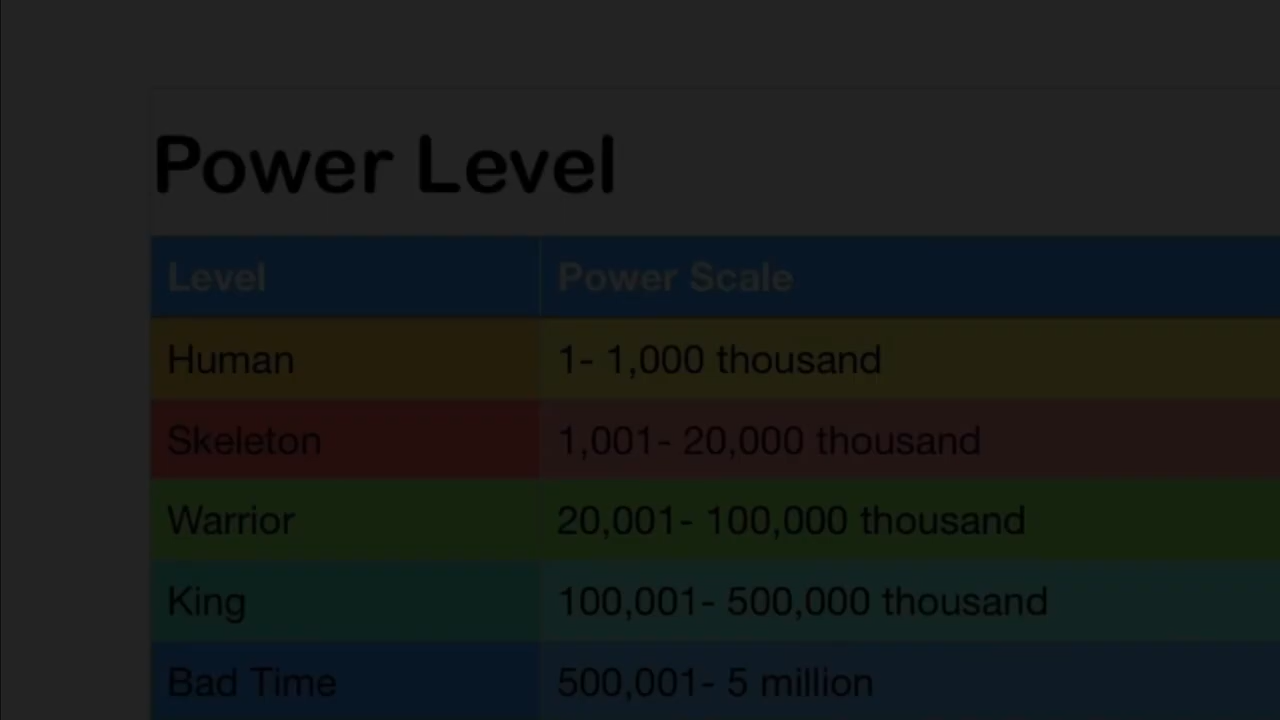 Power Level
Level Power Scale
Human 1- 1,000 thousand
Skeleton 1,001- 20,000 thousand
Warrior 20,001- 100,000 thousand
King 100,001- 500,000 thousand
Bad Time 500,001- 5 million